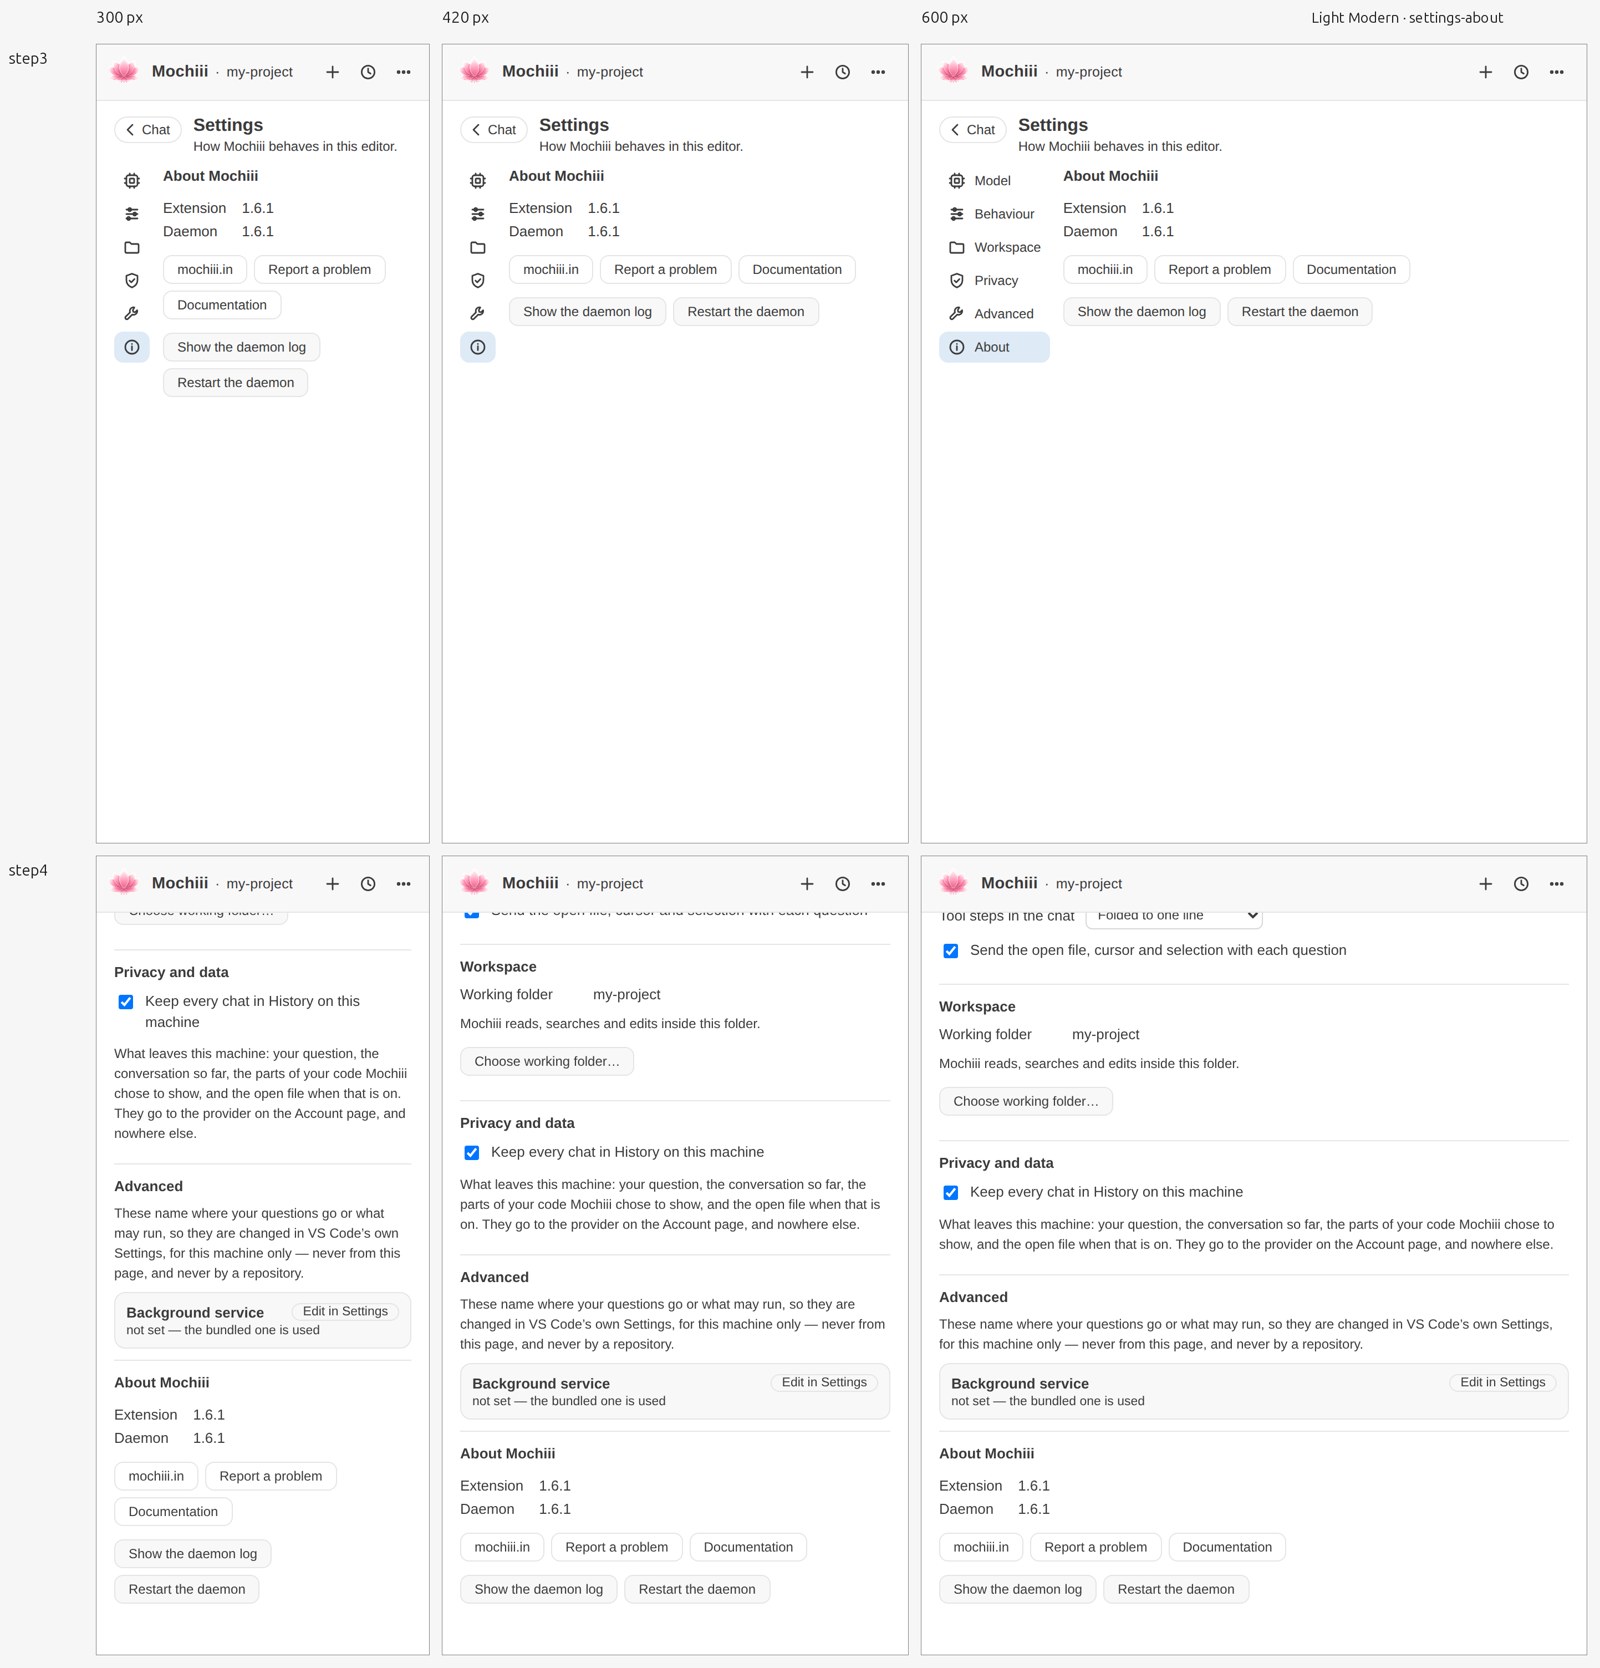 300 px
420 px
600 px
Light Modern · settings-about
step3
Mochiii · my-project
Chat
Settings
How Mochiii behaves in this editor.
About Mochiii
Extension 1.6.1
Daemon 1.6.1
mochiii.in
Report a problem
Documentation
Show the daemon log
Restart the daemon
Mochiii · my-project
Chat
Settings
How Mochiii behaves in this editor.
About Mochiii
Extension 1.6.1
Daemon 1.6.1
mochiii.in
Report a problem
Documentation
Show the daemon log
Restart the daemon
Mochiii · my-project
Chat
Settings
How Mochiii behaves in this editor.
Model
Behaviour
Workspace
Privacy
Advanced
About
About Mochiii
Extension 1.6.1
Daemon 1.6.1
mochiii.in
Report a problem
Documentation
Show the daemon log
Restart the daemon
step4
Mochiii · my-project
Choose working folder…
Privacy and data
Keep every chat in History on this
machine
What leaves this machine: your question, the
conversation so far, the parts of your code Mochiii
chose to show, and the open file when that is on.
They go to the provider on the Account page, and
nowhere else.
Advanced
These name where your questions go or what
may run, so they are changed in VS Code’s own
Settings, for this machine only — never from this
page, and never by a repository.
Background service
Edit in Settings
not set — the bundled one is used
About Mochiii
Extension 1.6.1
Daemon 1.6.1
mochiii.in
Report a problem
Documentation
Show the daemon log
Restart the daemon
Mochiii · my-project
Send the open file, cursor and selection with each question
Workspace
Working folder my-project
Mochiii reads, searches and edits inside this folder.
Choose working folder…
Privacy and data
Keep every chat in History on this machine
What leaves this machine: your question, the conversation so far, the
parts of your code Mochiii chose to show, and the open file when that is
on. They go to the provider on the Account page, and nowhere else.
Advanced
These name where your questions go or what may run, so they are
changed in VS Code’s own Settings, for this machine only — never from
this page, and never by a repository.
Background service
Edit in Settings
not set — the bundled one is used
About Mochiii
Extension 1.6.1
Daemon 1.6.1
mochiii.in
Report a problem
Documentation
Show the daemon log
Restart the daemon
Mochiii · my-project
Tool steps in the chat
Folded to one line
Send the open file, cursor and selection with each question
Workspace
Working folder my-project
Mochiii reads, searches and edits inside this folder.
Choose working folder…
Privacy and data
Keep every chat in History on this machine
What leaves this machine: your question, the conversation so far, the parts of your code Mochiii chose to
show, and the open file when that is on. They go to the provider on the Account page, and nowhere else.
Advanced
These name where your questions go or what may run, so they are changed in VS Code’s own Settings,
for this machine only — never from this page, and never by a repository.
Background service
Edit in Settings
not set — the bundled one is used
About Mochiii
Extension 1.6.1
Daemon 1.6.1
mochiii.in
Report a problem
Documentation
Show the daemon log
Restart the daemon